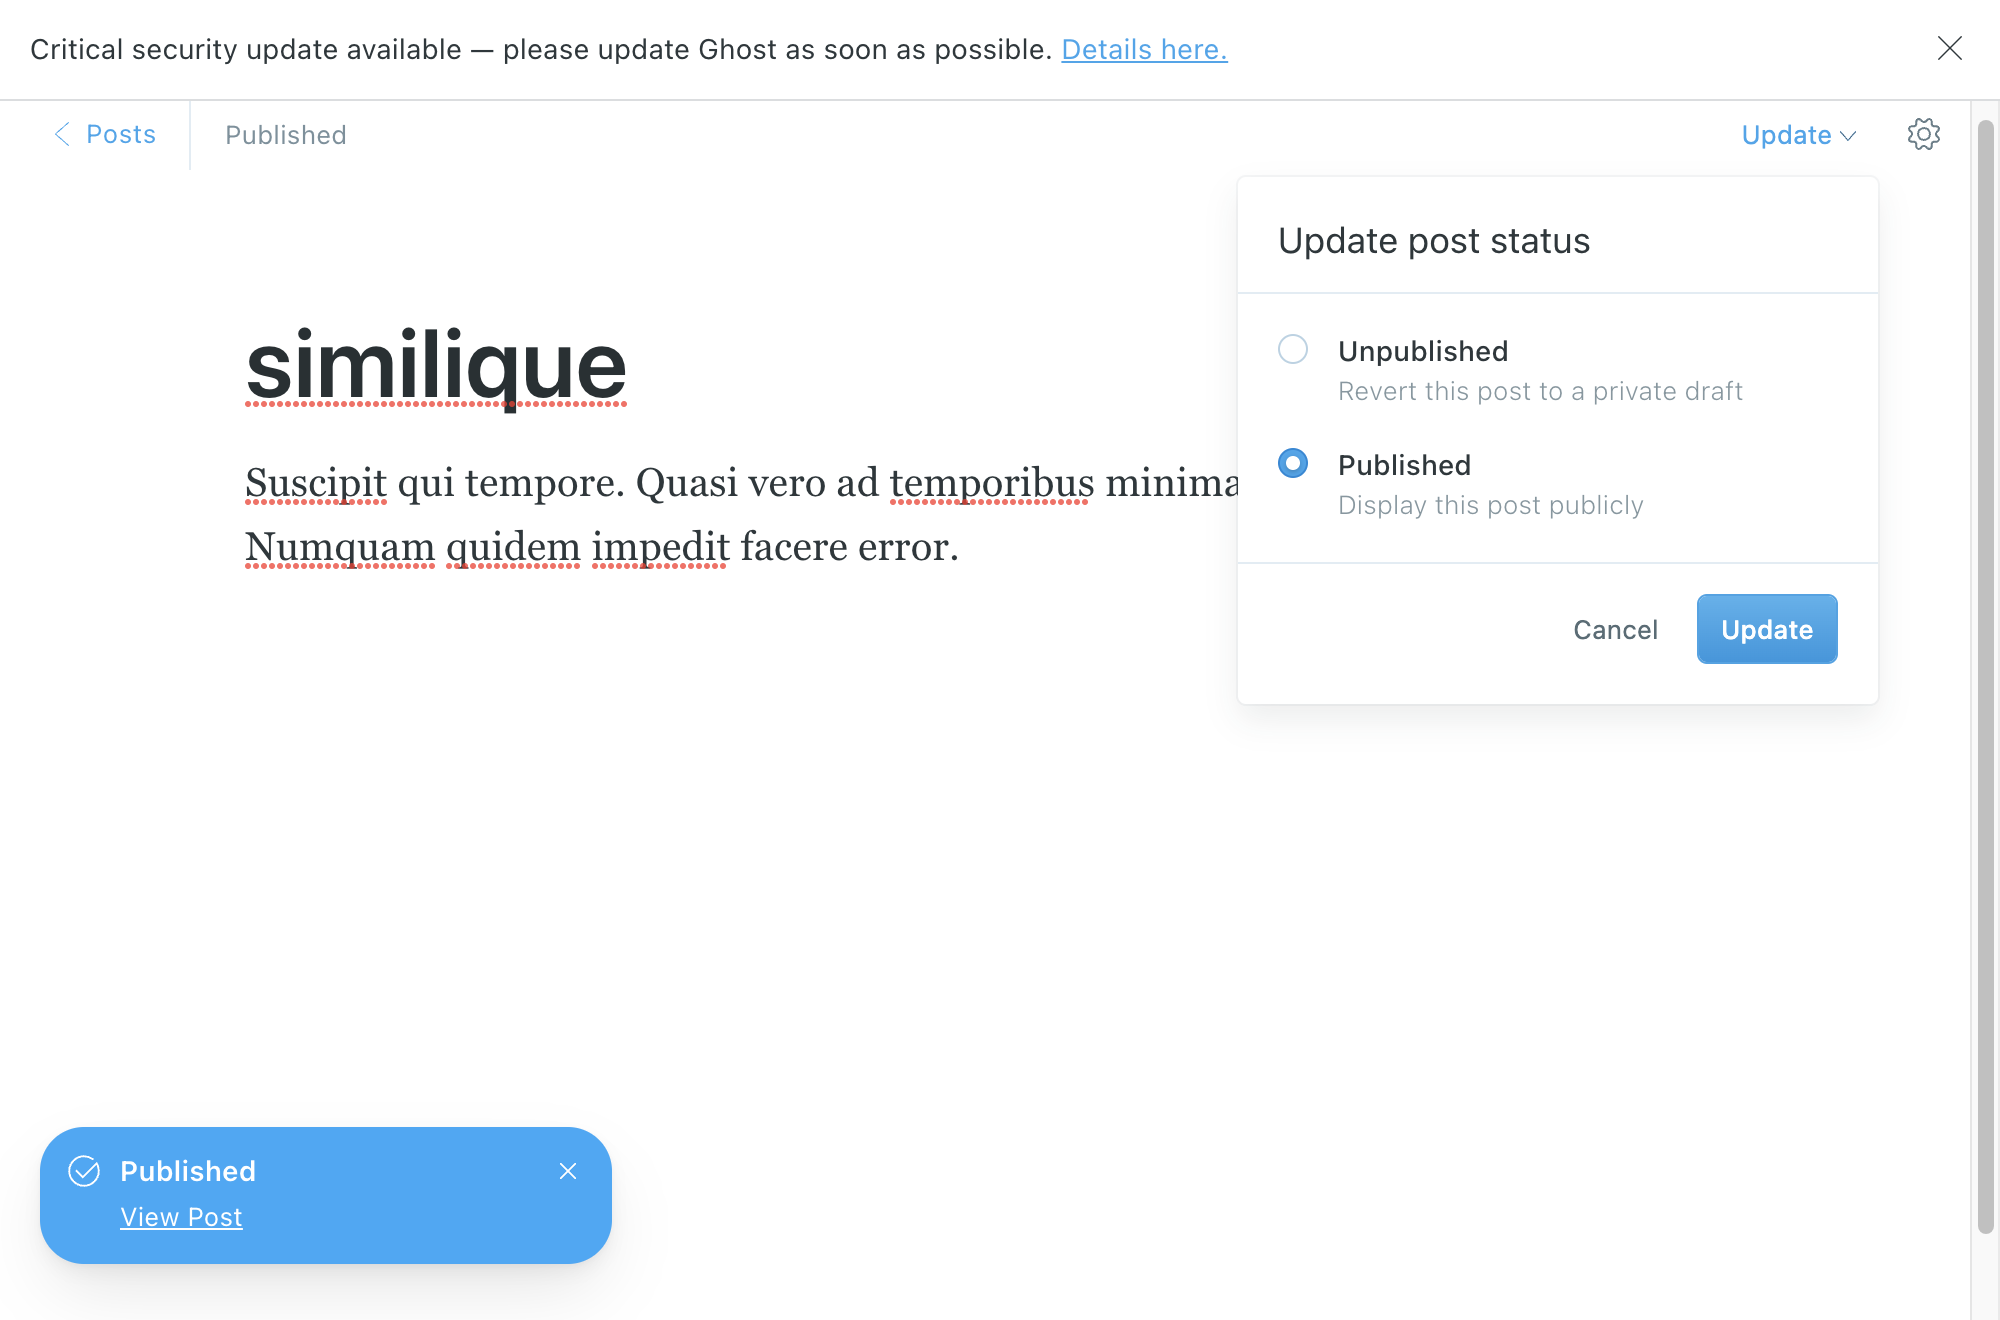 Critical security update available — please update Ghost as soon as possible. Details here.
Posts
Published
Update
Update post status
Unpublished
Revert this post to a private draft
Published
Display this post publicly
Cancel
Update
similique
Suscipit qui tempore. Quasi vero ad temporibus minima
Numquam quidem impedit facere error.
Published
View Post